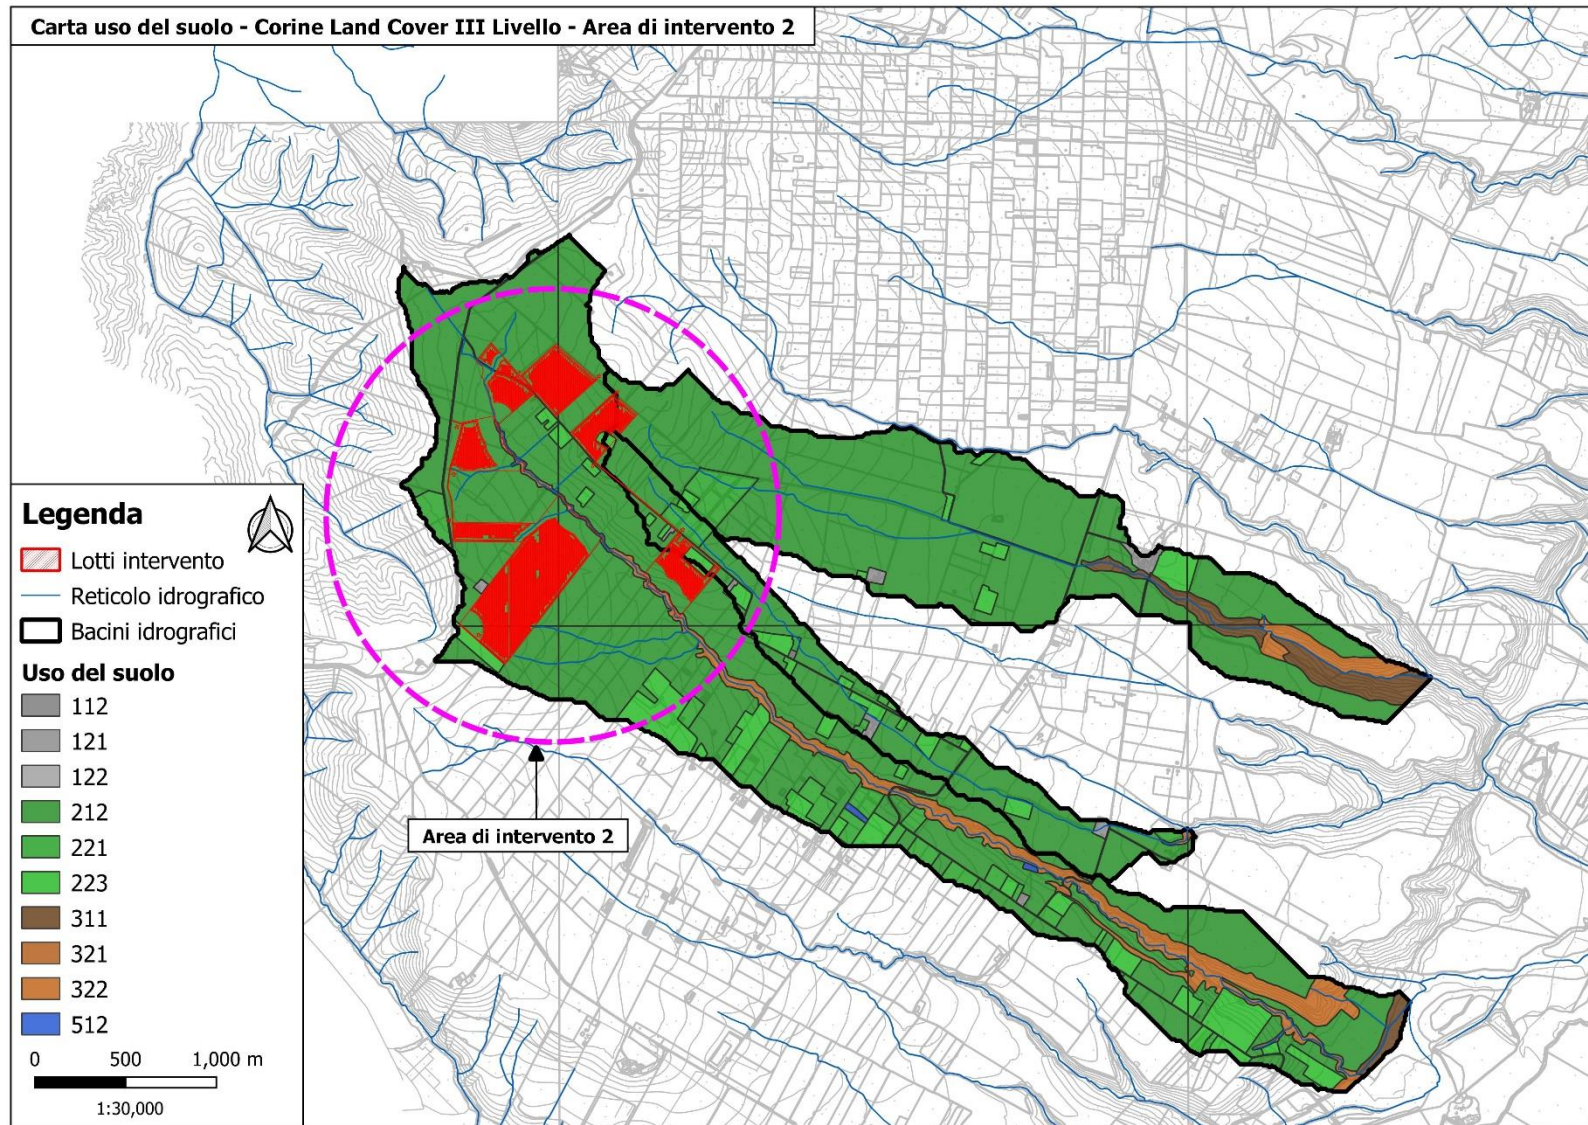 Carta uso del suolo - Corine Land Cover III Livello - Area di intervento 2
Area di intervento 2
Legenda
Lotti intervento
Reticolo idrografico
Bacini idrografici
Uso del suolo
112
121
122
212
221
223
311
321
322
512
0 500 1,000 m
1:30,000